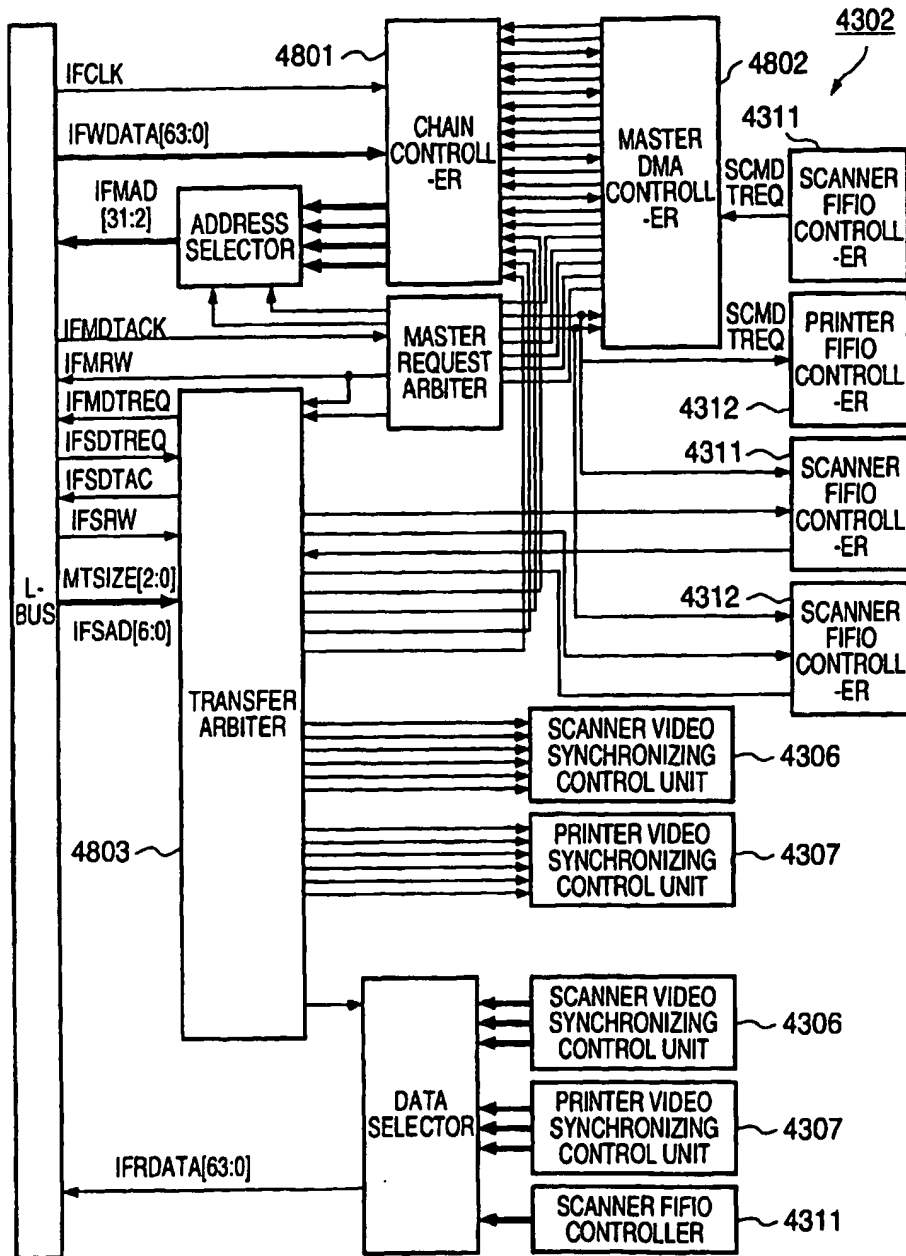 4302
4801
4802
4311
IFCLK
CHAIN
CONTROLL
-ER
MASTER
DMA
CONTROLL
-ER
SCMD
TREQ
SCANNER
FIFIO
CONTROLL
-ER
IFWDATA[63:0]
IFMAD
[31:2]
ADDRESS
SELECTOR
IFMDTACK
MASTER
REQUEST
ARBITER
SCMD
TREQ
PRINTER
FIFIO
CONTROLL
-ER
4312
IFMRW
IFMDTREQ
IFSDTREQ
IFSDTAC
IFSRW
4311
SCANNER
FIFIO
CONTROLL
-ER
L-
BUS
MTSIZE[2:0]
IFSAD[6:0]
4312
SCANNER
FIFIO
CONTROLL
-ER
TRANSFER
ARBITER
4803
SCANNER VIDEO
SYNCHRONIZING
CONTROL UNIT
4306
PRINTER VIDEO
SYNCHRONIZING
CONTROL UNIT
4307
DATA
SELECTOR
SCANNER VIDEO
SYNCHRONIZING
CONTROL UNIT
4306
PRINTER VIDEO
SYNCHRONIZING
CONTROL UNIT
4307
IFRDATA[63:0]
SCANNER FIFIO
CONTROLLER
4311